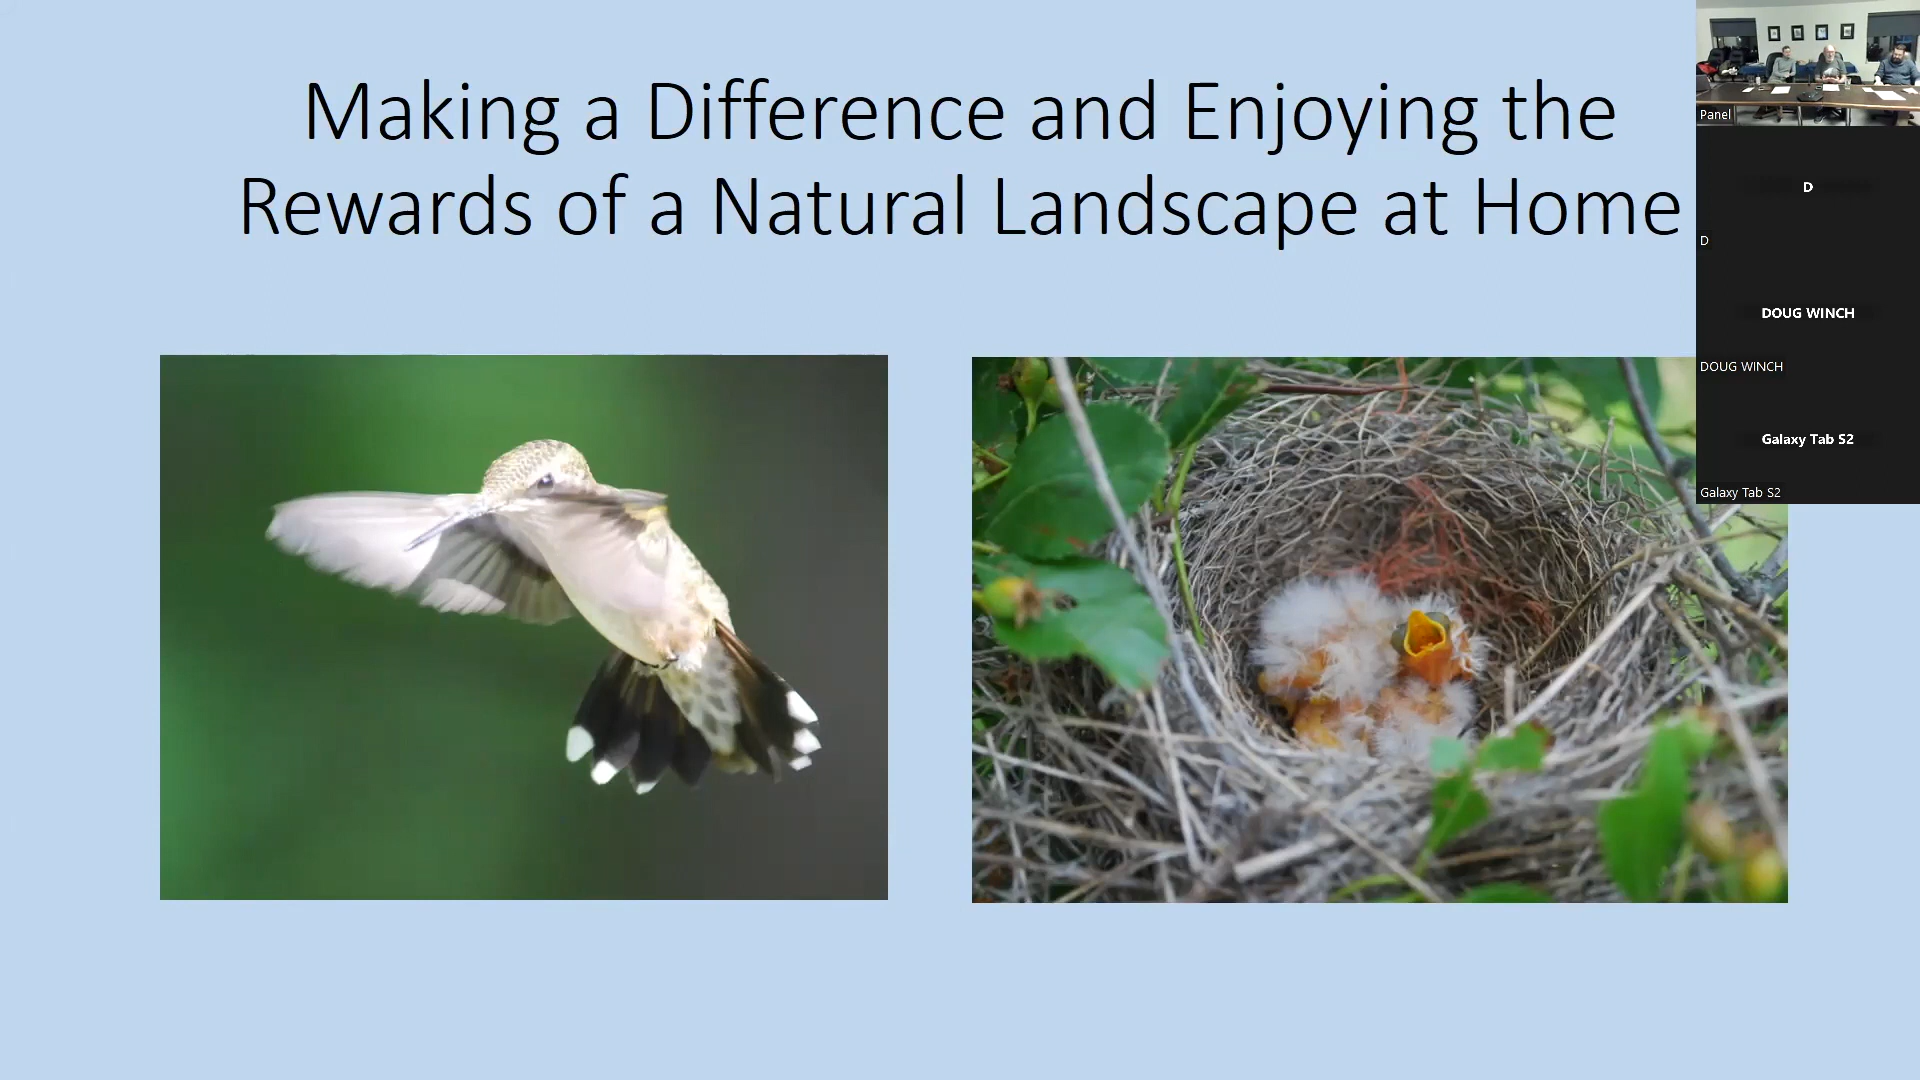 Making a Difference and Enjoying the
Rewards of a Natural Landscape at Home
Panel
D
D
DOUG WINCH
DOUG WINCH
Galaxy Tab S2
Galaxy Tab S2